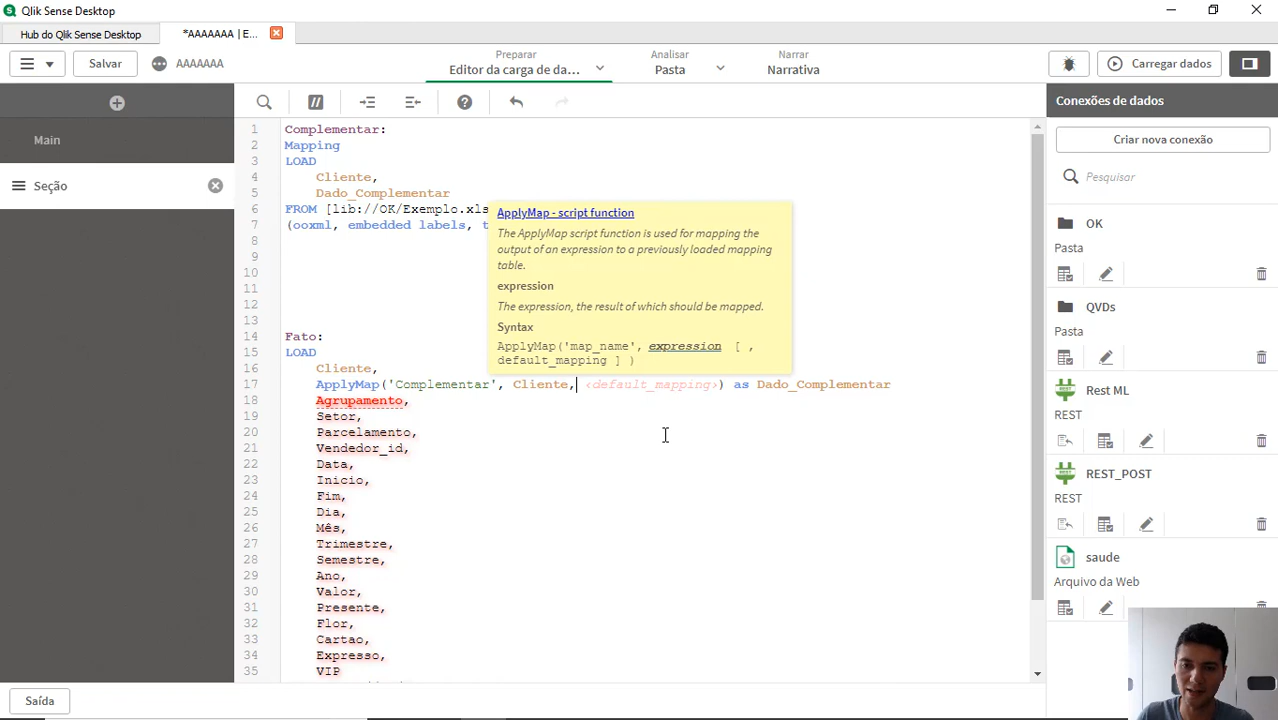 Qlik Sense Desktop
Hub do Qlik Sense Desktop
*AAAAAAA | E...
Salvar
AAAAAAA
Preparar
Editor da carga de da...
Analisar
Pasta
Narrar
Narrativa
Carregar dados
Main
Seção
1 Complementar:
2 Mapping
3 LOAD
4 Cliente,
5 Dado_Complementar
6 FROM [lib://OK/Exemplo.xls
7 (ooxml, embedded labels, t
8
9
10
11
12
13
14 Fato:
15 LOAD
16 Cliente,
17 ApplyMap('Complementar', Cliente, ‹default_mapping›) as Dado_Complementar
18 Agrupamento,
19 Setor,
20 Parcelamento,
21 Vendedor_id,
22 Data,
23 Inicio,
24 Fim,
25 Dia,
26 Mês,
27 Trimestre,
28 Semestre,
29 Ano,
30 Valor,
31 Presente,
32 Flor,
33 Cartao,
34 Expresso,
35 VIP
ApplyMap - script function
The ApplyMap script function is used for mapping the
output of an expression to a previously loaded mapping
table.
expression
The expression, the result of which should be mapped.
Syntax
ApplyMap('map_name', expression [ ,
default_mapping ] )
Conexões de dados
Criar nova conexão
Pesquisar
OK
Pasta
QVDs
Pasta
Rest ML
REST
REST_POST
REST
saude
Arquivo da Web
Saída